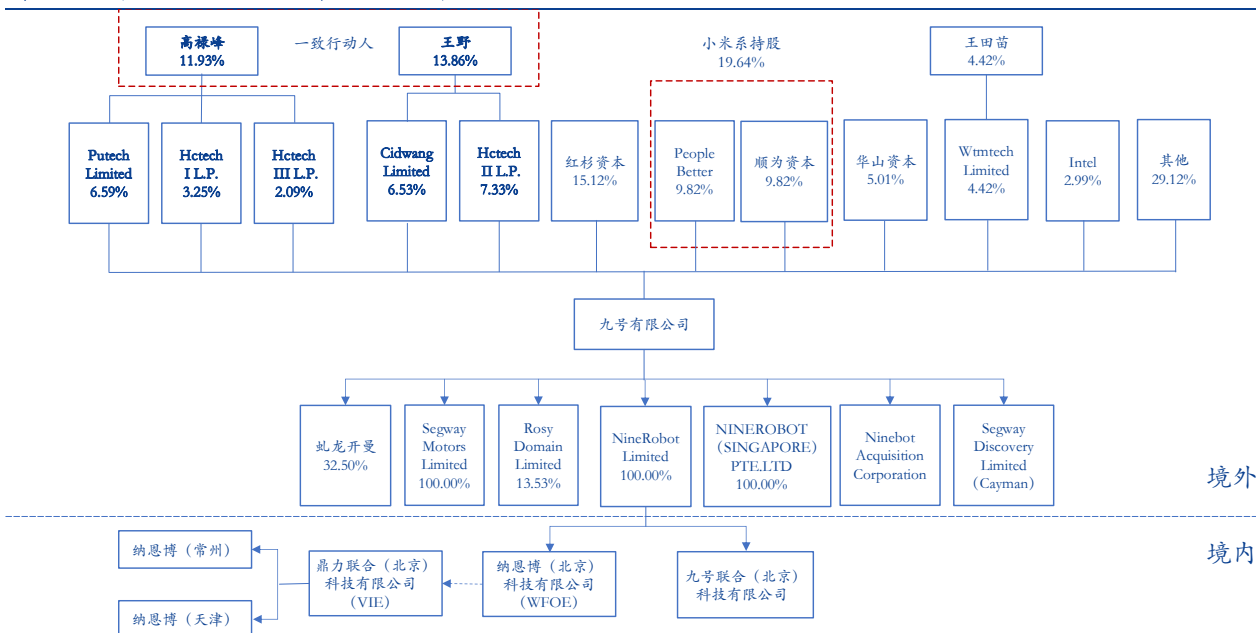 高禄峰
11.93%
一致行动人
王野
13.86%
小米系持股
19.64%
王田苗
4.42%
Putech
Limited
6.59%
Hctech
I L.P.
3.25%
Hctech
III L.P.
2.09%
Cidwang
Limited
6.53%
Hctech
II L.P.
7.33%
红杉资本
15.12%
People
Better
9.82%
顺为资本
9.82%
华山资本
5.01%
Wtmtech
Limited
4.42%
Intel
2.99%
其他
29.12%
九号有限公司
虬龙开曼
32.50%
Segway
Motors
Limited
100.00%
Rosy
Domain
Limited
13.53%
NineRobot
Limited
100.00%
NINEROBOT
（SINGAPORE）
PTE.LTD
100.00%
Ninebot
Acquisition
Corporation
Segway
Discovery
Limited
（Cayman）
境外
境内
纳恩博（常州）
纳恩博（天津）
鼎力联合（北京）
科技有限公司
（VIE）
纳恩博（北京）
科技有限公司
（WFOE）
九号联合（北京）
科技有限公司